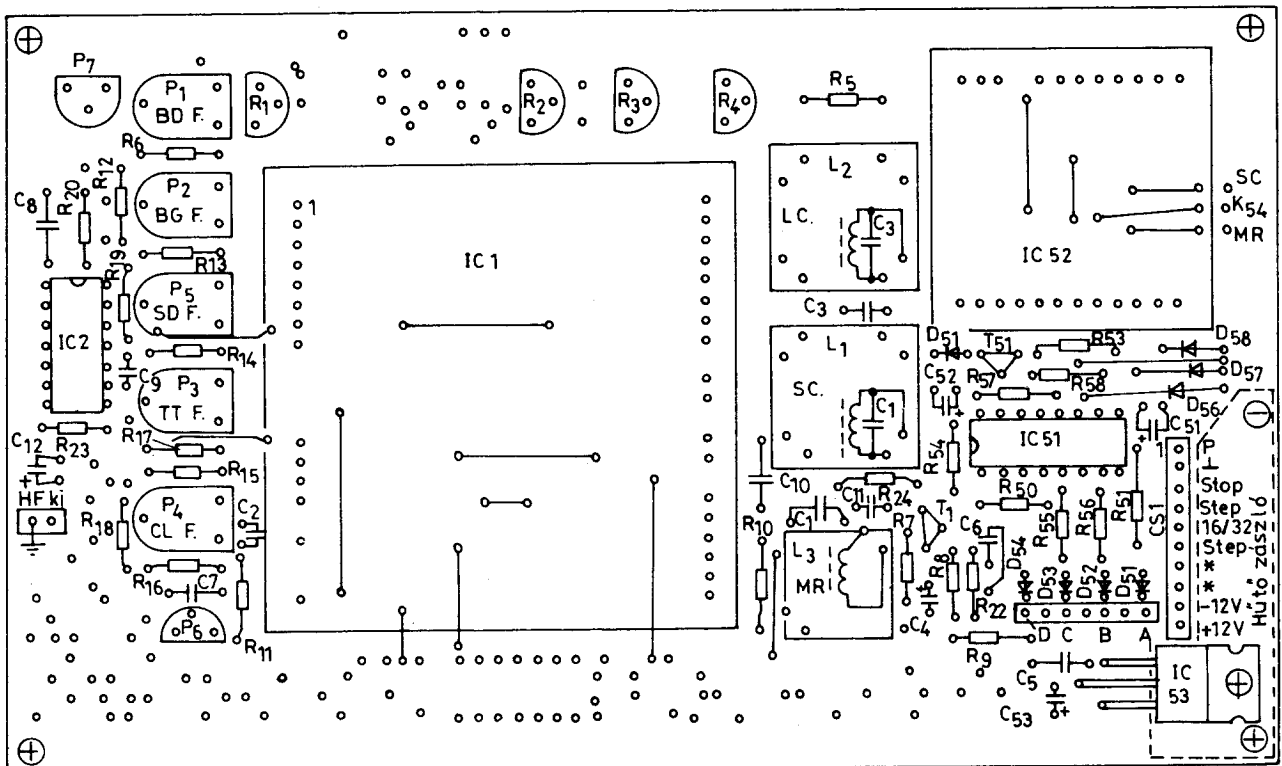 P7
P1
BD F.
R1
R2
R3
R4
R5
R6
R12
R20
C8
P2
BG F.
R13
R19
P5
SD F.
IC2
R14
C9
P3
TT F.
R17
R23
C12
+
HF ki
R15
R18
P4
CL F.
C2
R16
C7
P6
R11
1
IC 1
L2
LC.
C3
C3
L1
SC.
C1
C10
C11
R24
C1
R10
L3
MR
R7
T1
C4
+
R8
R22
C6
R9
IC 52
SC
K54
MR
D51
T51
R53
D58
C52
+
R57
R58
D57
D56
R54
IC 51
C51
+
1
R50
R55
R56
R51
CS1
P
⊥
Stop
Step
16/32
Step-
*
*
-12V
+12V
"Hűtő zászló"
D54
D53
D52
D51
D
C
B
A
C5
C53
+
IC
53